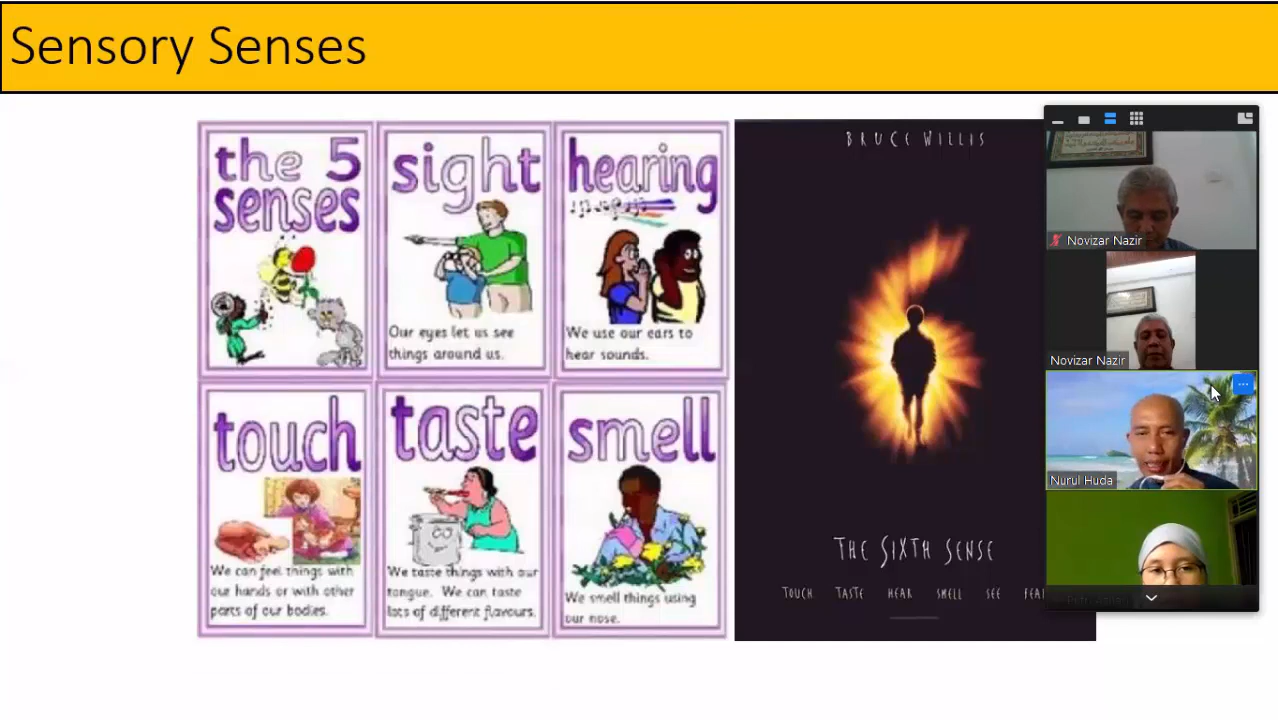 Sensory Senses
the 5
senses
sight
Our eyes let us see
things around us.
hearing
We use our ears to
hear sounds.
touch
We can feel things with
our hands or with other
parts of our bodies.
taste
We taste things with our
tongue. We can taste
lots of different flavours.
smell
We smell things using
our nose.
BRUCE WILLIS
THE SIXTH SENSE
TOUCH TASTE HEAR SMELL SEE
Novizar Nazir
Novizar Nazir
Nurul Huda